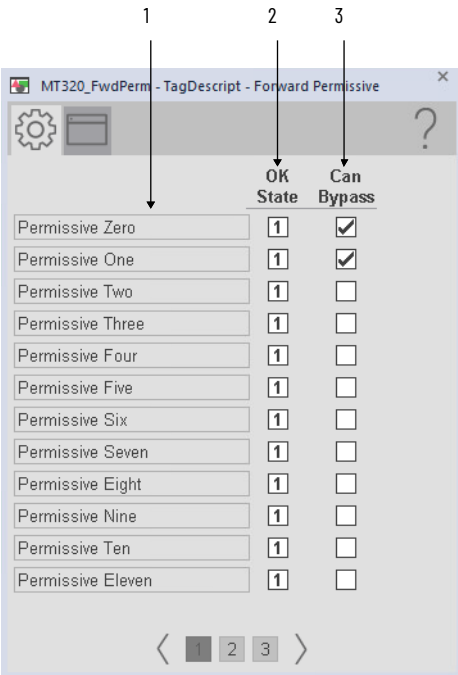 1 2 3
MT320_FwdPerm - TagDescript - Forward Permissive
?
OK State Can Bypass
Permissive Zero 1
Permissive One 1
Permissive Two 1
Permissive Three 1
Permissive Four 1
Permissive Five 1
Permissive Six 1
Permissive Seven 1
Permissive Eight 1
Permissive Nine 1
Permissive Ten 1
Permissive Eleven 1
1 2 3